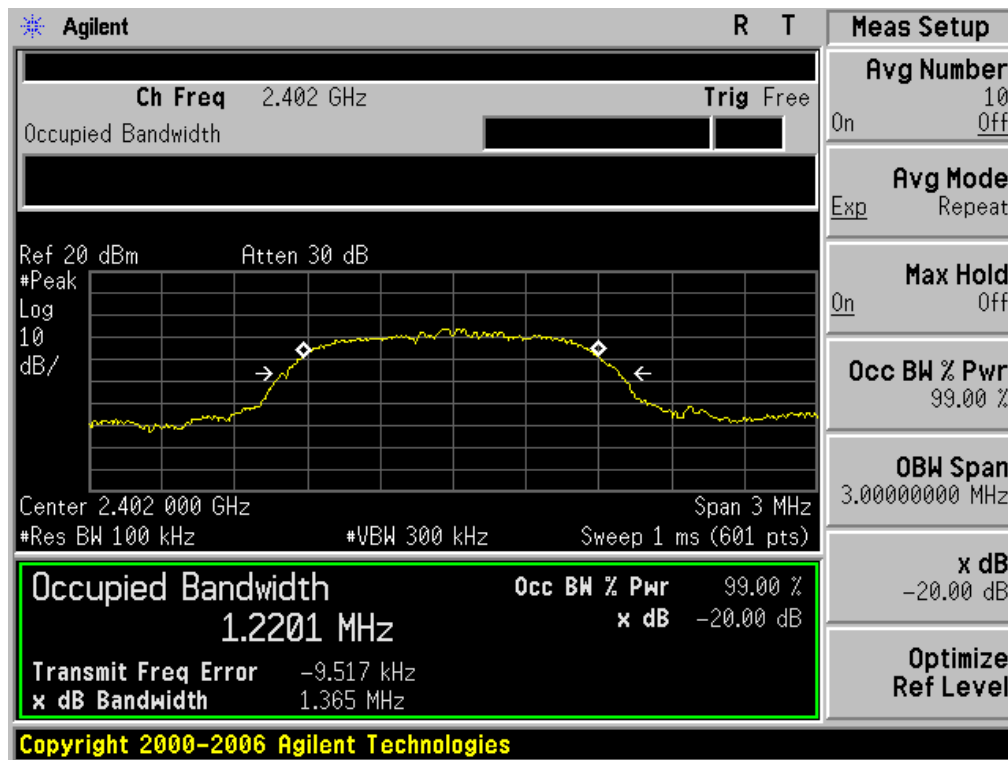 Agilent R T
Ch Freq 2.402 GHz Trig Free
Occupied Bandwidth
Ref 20 dBm Atten 30 dB
#Peak
Log
10
dB/
Center 2.402 000 GHz Span 3 MHz
#Res BW 100 kHz #VBW 300 kHz Sweep 1 ms (601 pts)
Occupied Bandwidth
1.2201 MHz
Occ BW % Pwr 99.00 %
x dB -20.00 dB
Transmit Freq Error -9.517 kHz
x dB Bandwidth 1.365 MHz
Copyright 2000-2006 Agilent Technologies
Meas Setup
Avg Number
10
On Off
Avg Mode
Exp Repeat
Max Hold
On Off
Occ BW % Pwr
99.00 %
OBW Span
3.00000000 MHz
x dB
-20.00 dB
Optimize
Ref Level